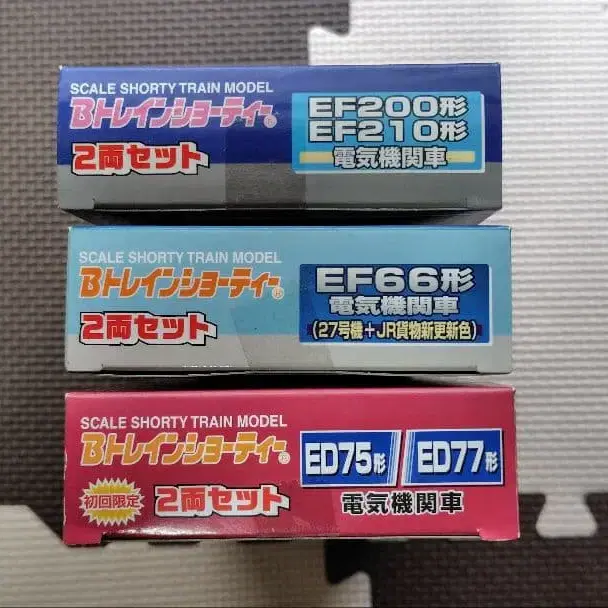 SCALE SHORTY TRAIN MODEL
Bトレインショーティー®
2両セット
EF200形
EF210形
電気機関車
SCALE SHORTY TRAIN MODEL
Bトレインショーティー®
2両セット
EF66形
電気機関車
(27号機+JR貨物新更新色)
SCALE SHORTY TRAIN MODEL
Bトレインショーティー®
初回限定
2両セット
ED75形/ED77形
電気機関車